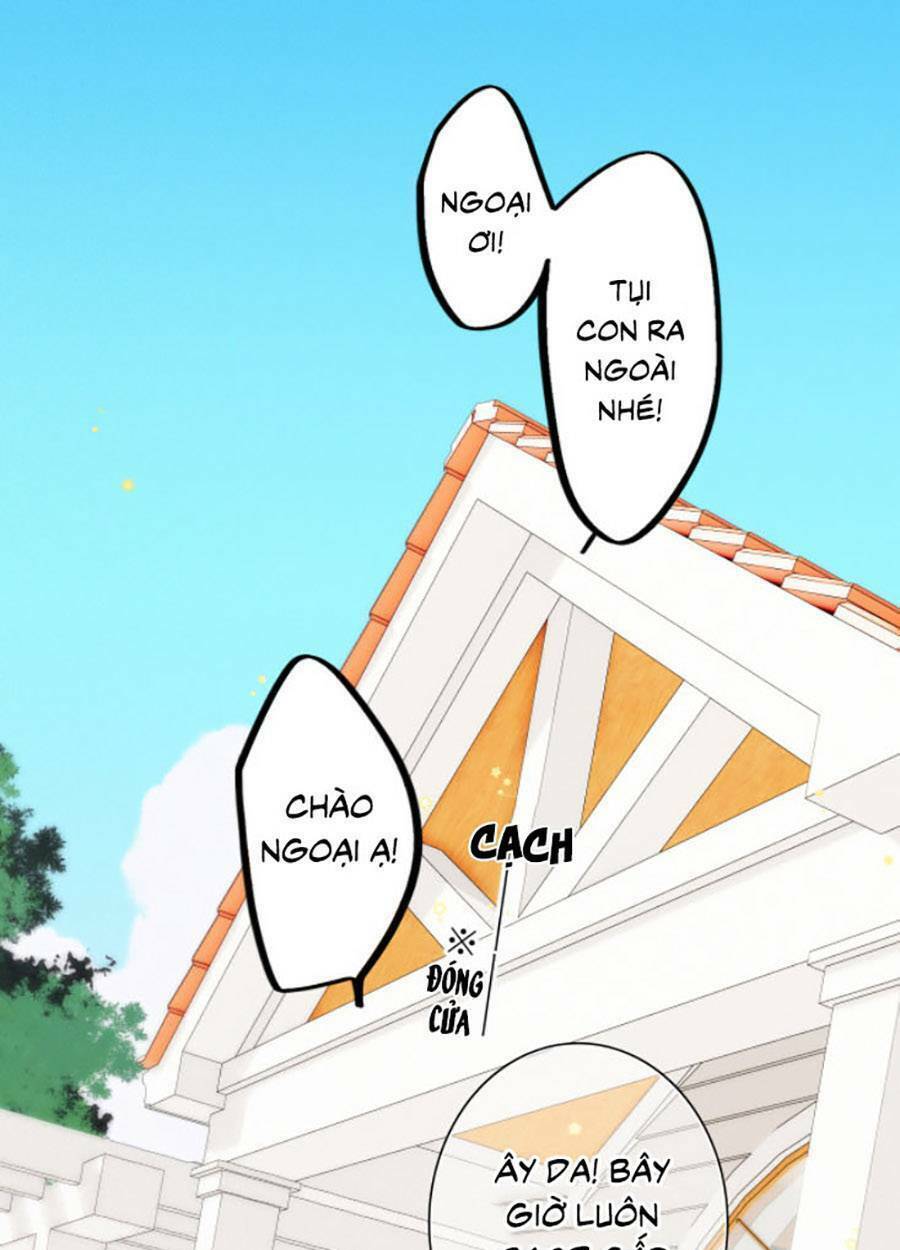 NGOẠI
ƠI!
TỤI
CON RA
NGOÀI
NHÉ!
CHÀO
NGOẠI Ạ!
CẠCH
※
ĐÓNG
CỬA
ÂY DA! BÂY
GIỜ LUÔN